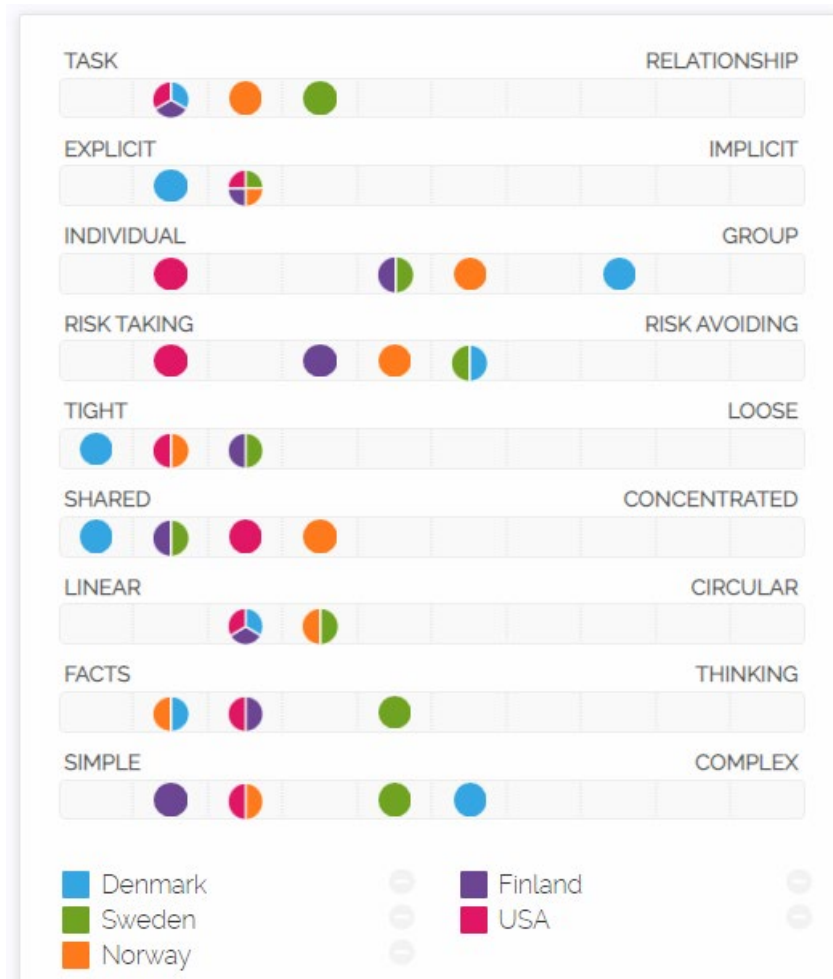 TASK RELATIONSHIP
EXPLICIT IMPLICIT
INDIVIDUAL GROUP
RISK TAKING RISK AVOIDING
TIGHT LOOSE
SHARED CONCENTRATED
LINEAR CIRCULAR
FACTS THINKING
SIMPLE COMPLEX
Denmark Finland
Sweden USA
Norway